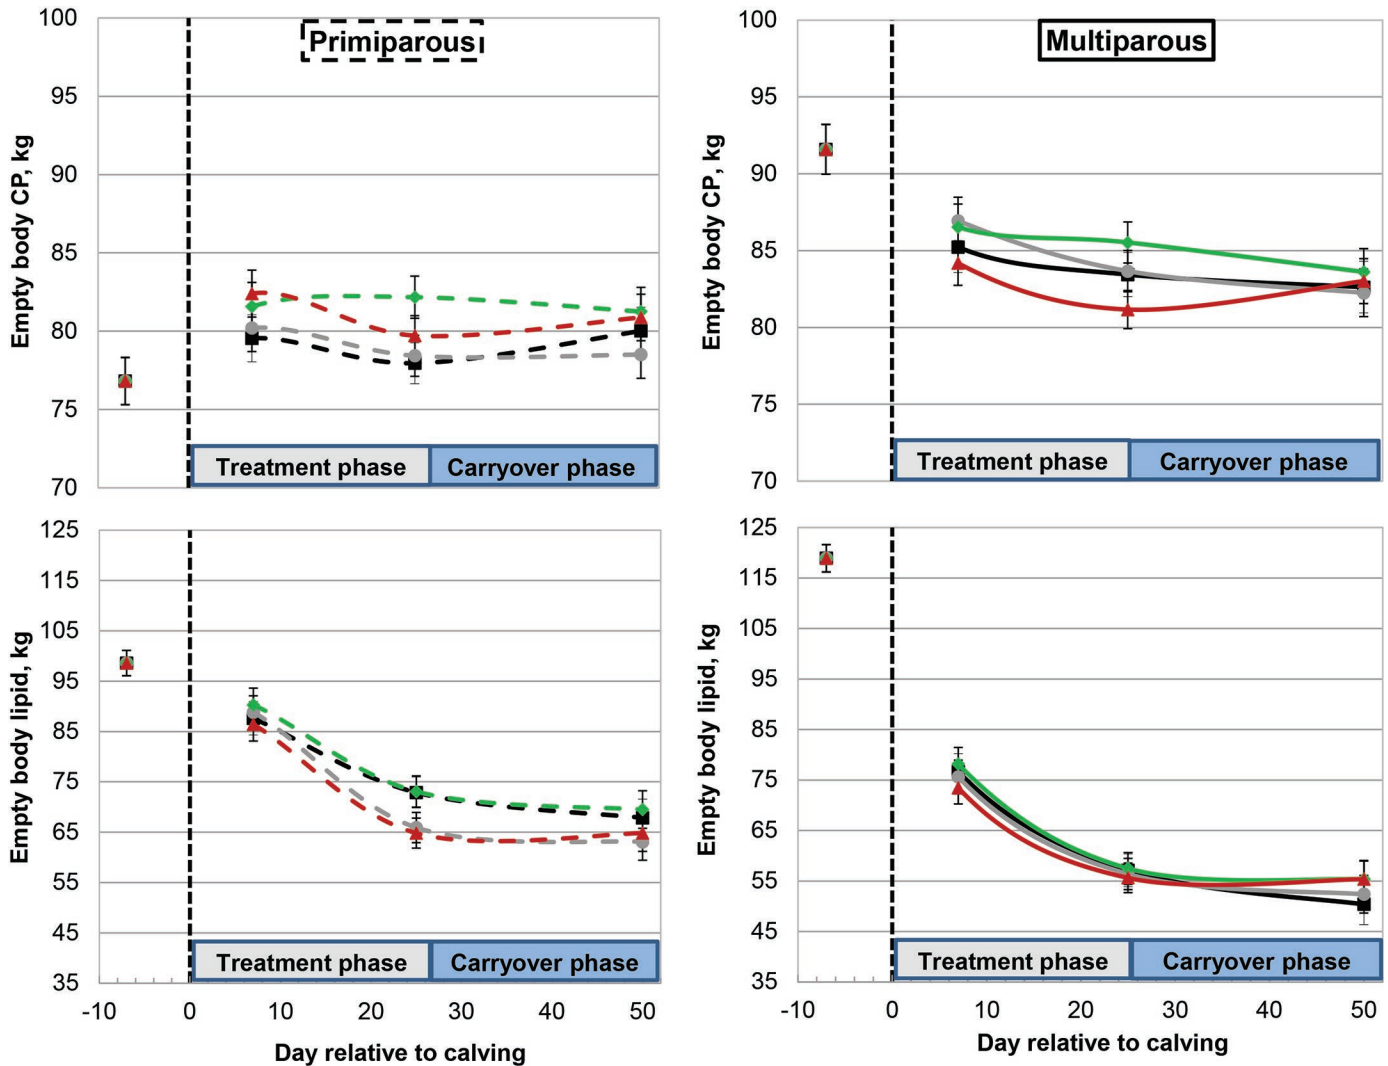 Primiparous
Empty body CP, kg
100
95
90
85
80
75
70
Treatment phase
Carryover phase
Multiparous
Empty body CP, kg
100
95
90
85
80
75
70
Treatment phase
Carryover phase
Empty body lipid, kg
125
115
105
95
85
75
65
55
45
35
Treatment phase
Carryover phase
-10 0 10 20 30 40 50
Day relative to calving
Empty body lipid, kg
125
115
105
95
85
75
65
55
45
35
Treatment phase
Carryover phase
-10 0 10 20 30 40 50
Day relative to calving